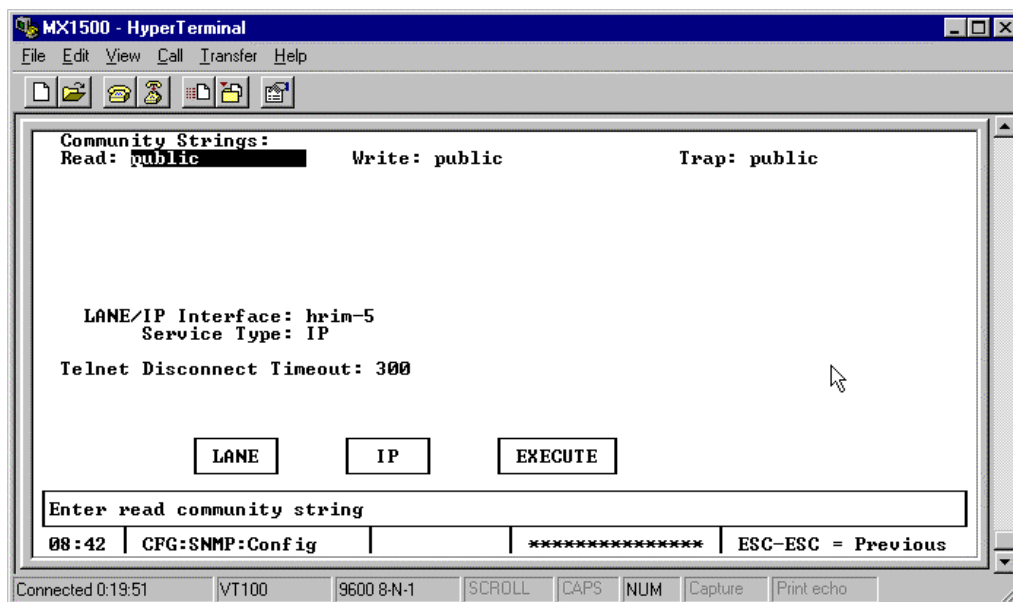 MX1500 - HyperTerminal
File Edit View Call Transfer Help
Community Strings:
Read: public Write: public Trap: public
LANE/IP Interface: hrim-5
Service Type: IP
Telnet Disconnect Timeout: 300
LANE IP EXECUTE
Enter read community string
08:42 CFG:SNMP:Config *************** ESC-ESC = Previous
Connected 0:19:51 VT100 9600 8-N-1 SCROLL CAPS NUM Capture Print echo